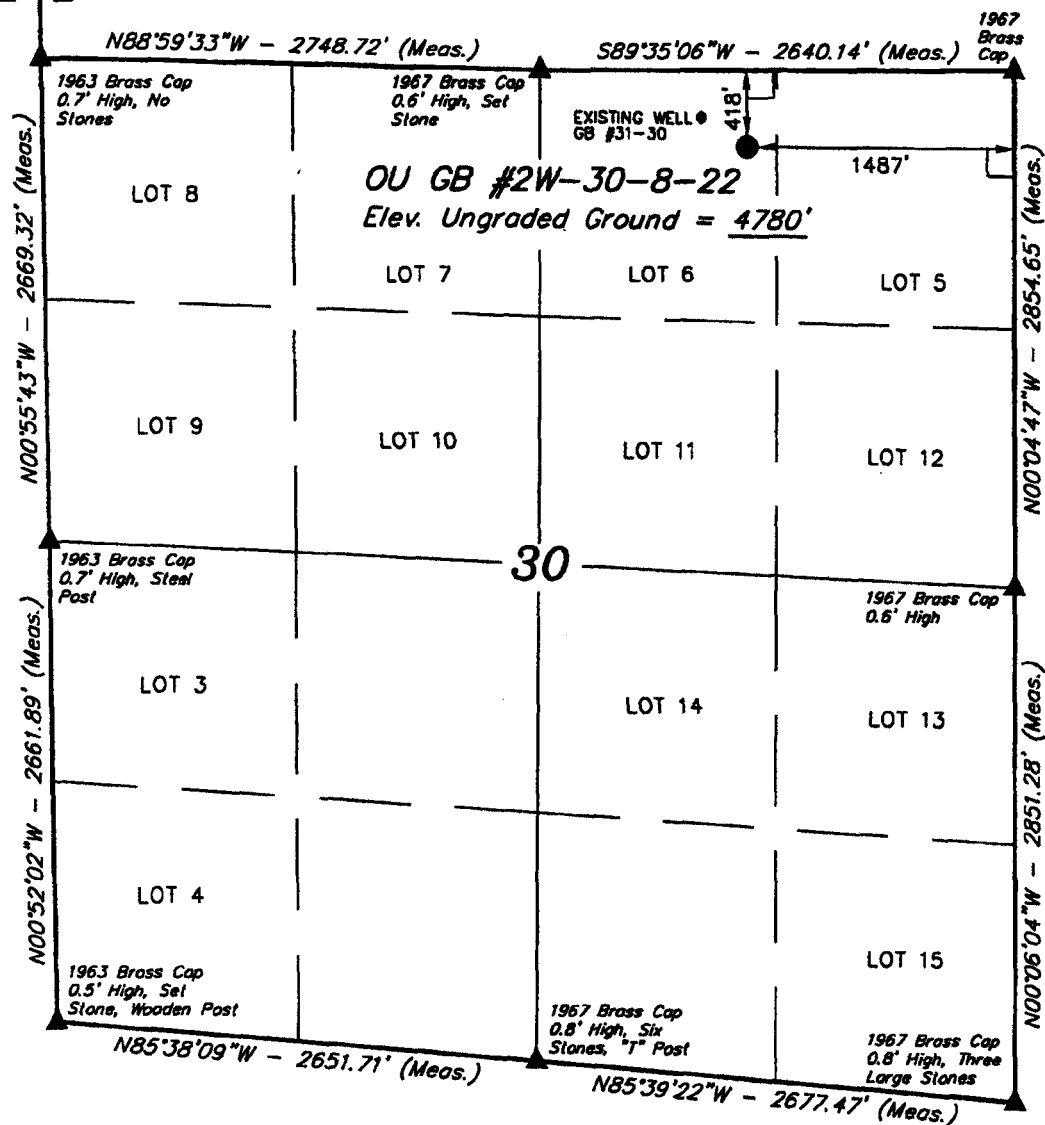 N88°59'33"W - 2748.72' (Meas.)
S89°35'06"W - 2640.14' (Meas.)
1967
Brass
Cap
1963 Brass Cap
0.7' High, No
Stones
1967 Brass Cap
0.6' High, Set
Stone
EXISTING WELL
GB #31-30
418'
1487'
OU GB #2W-30-8-22
Elev. Ungraded Ground = 4780'
LOT 8
LOT 7
LOT 6
LOT 5
N00°55'43"W - 2669.32' (Meas.)
N00°04'47"W - 2854.65' (Meas.)
LOT 9
LOT 10
LOT 11
LOT 12
30
1963 Brass Cap
0.7' High, Steel
Post
1967 Brass Cap
0.6' High
LOT 3
LOT 14
LOT 13
N00°52'02"W - 2661.89' (Meas.)
N00°06'04"W - 2851.28' (Meas.)
LOT 4
LOT 15
1963 Brass Cap
0.5' High, Set
Stone, Wooden Post
1967 Brass Cap
0.8' High, Six
Stones, "T" Post
1967 Brass Cap
0.8' High, Three
Large Stones
N85°38'09"W - 2651.71' (Meas.)
N85°39'22"W - 2677.47' (Meas.)